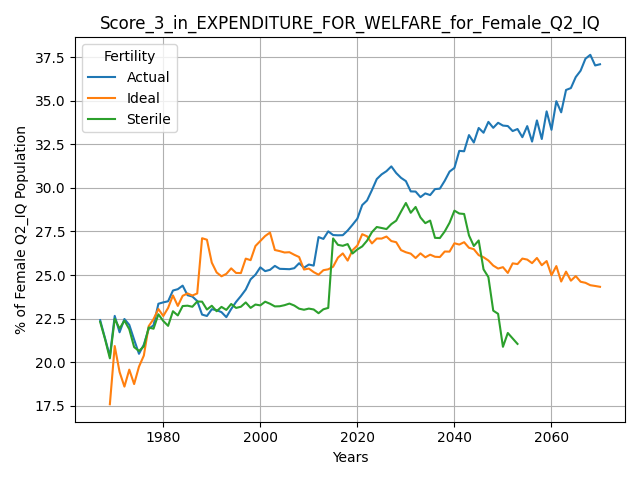 Score_3_in_EXPENDITURE_FOR_WELFARE_for_Female_Q2_IQ
Fertility
Actual
Ideal
Sterile
% of Female Q2_IQ Population
37.5
35.0
32.5
30.0
27.5
25.0
22.5
20.0
17.5
1980 2000 2020 2040 2060
Years